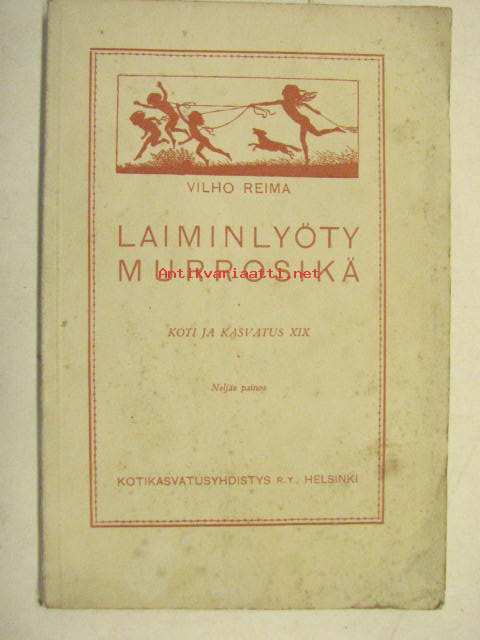 VILHO REIMA
LAIMINLYÖTY
MURROSIKÄ
Antikvariaatti.net
KOTI JA KASVATUS XIX
Neljäs painos
KOTIKASVATUSYHDISTYS R.Y., HELSINKI